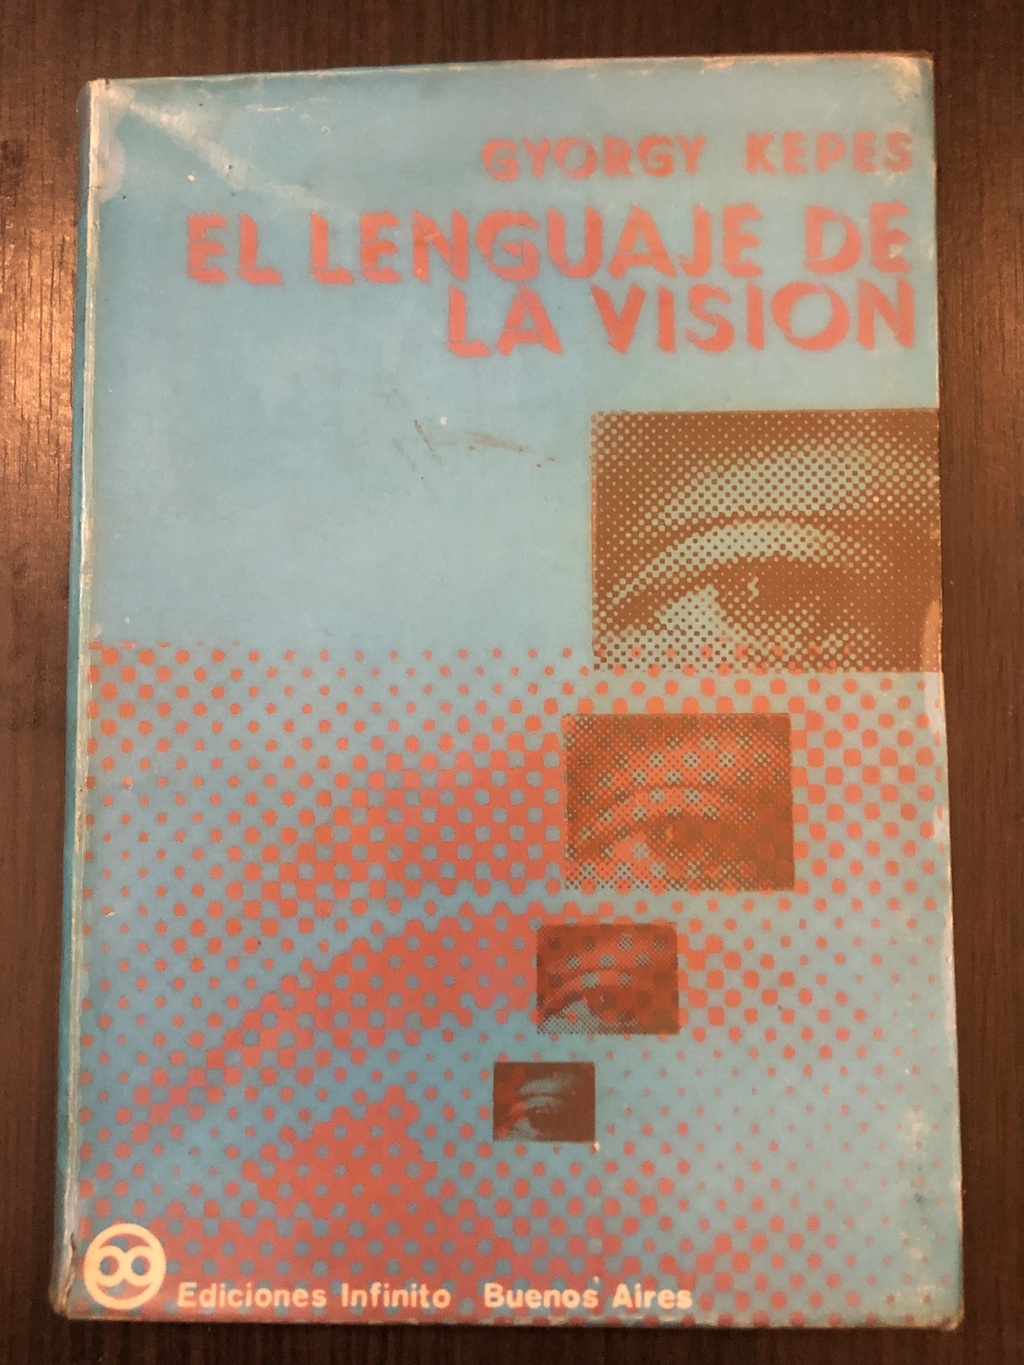 GYORGY KEPES
EL LENGUAJE DE
LA VISION
Ediciones Infinito Buenos Aires